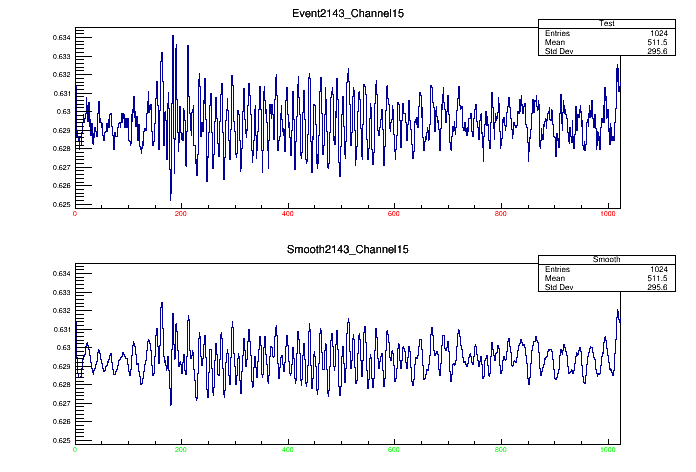 Event2143_Channel15
Test
Entries 1024
Mean 511.5
Std Dev 295.6
0.634
0.633
0.632
0.631
0.63
0.629
0.628
0.627
0.626
0.625
0 200 400 600 800 1000
Smooth2143_Channel15
Smooth
Entries 1024
Mean 511.5
Std Dev 295.6
0.634
0.633
0.632
0.631
0.63
0.629
0.628
0.627
0.626
0.625
0 200 400 600 800 1000